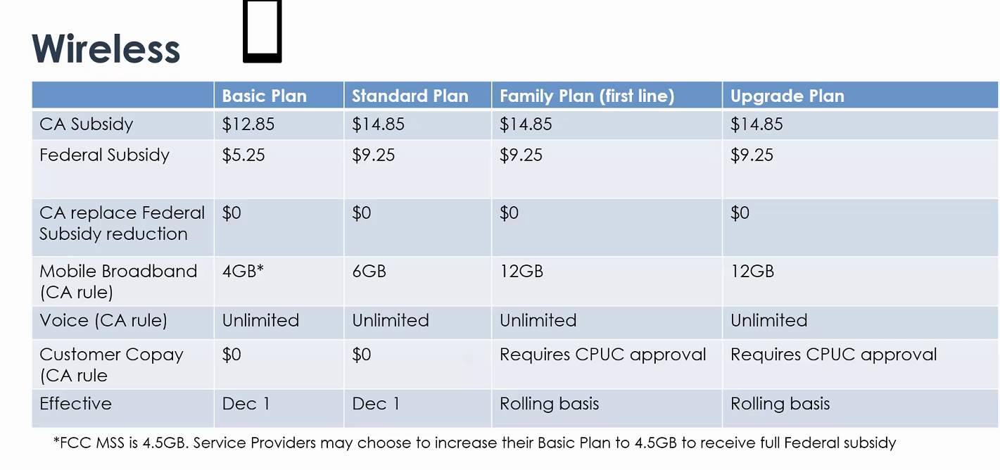 Wireless
Basic Plan Standard Plan Family Plan (first line) Upgrade Plan
CA Subsidy $12.85 $14.85 $14.85 $14.85
Federal Subsidy $5.25 $9.25 $9.25 $9.25
CA replace Federal $0 $0 $0 $0
Subsidy reduction
Mobile Broadband 4GB* 6GB 12GB 12GB
(CA rule)
Voice (CA rule) Unlimited Unlimited Unlimited Unlimited
Customer Copay $0 $0 Requires CPUC approval Requires CPUC approval
(CA rule
Effective Dec 1 Dec 1 Rolling basis Rolling basis
*FCC MSS is 4.5GB. Service Providers may choose to increase their Basic Plan to 4.5GB to receive full Federal subsidy